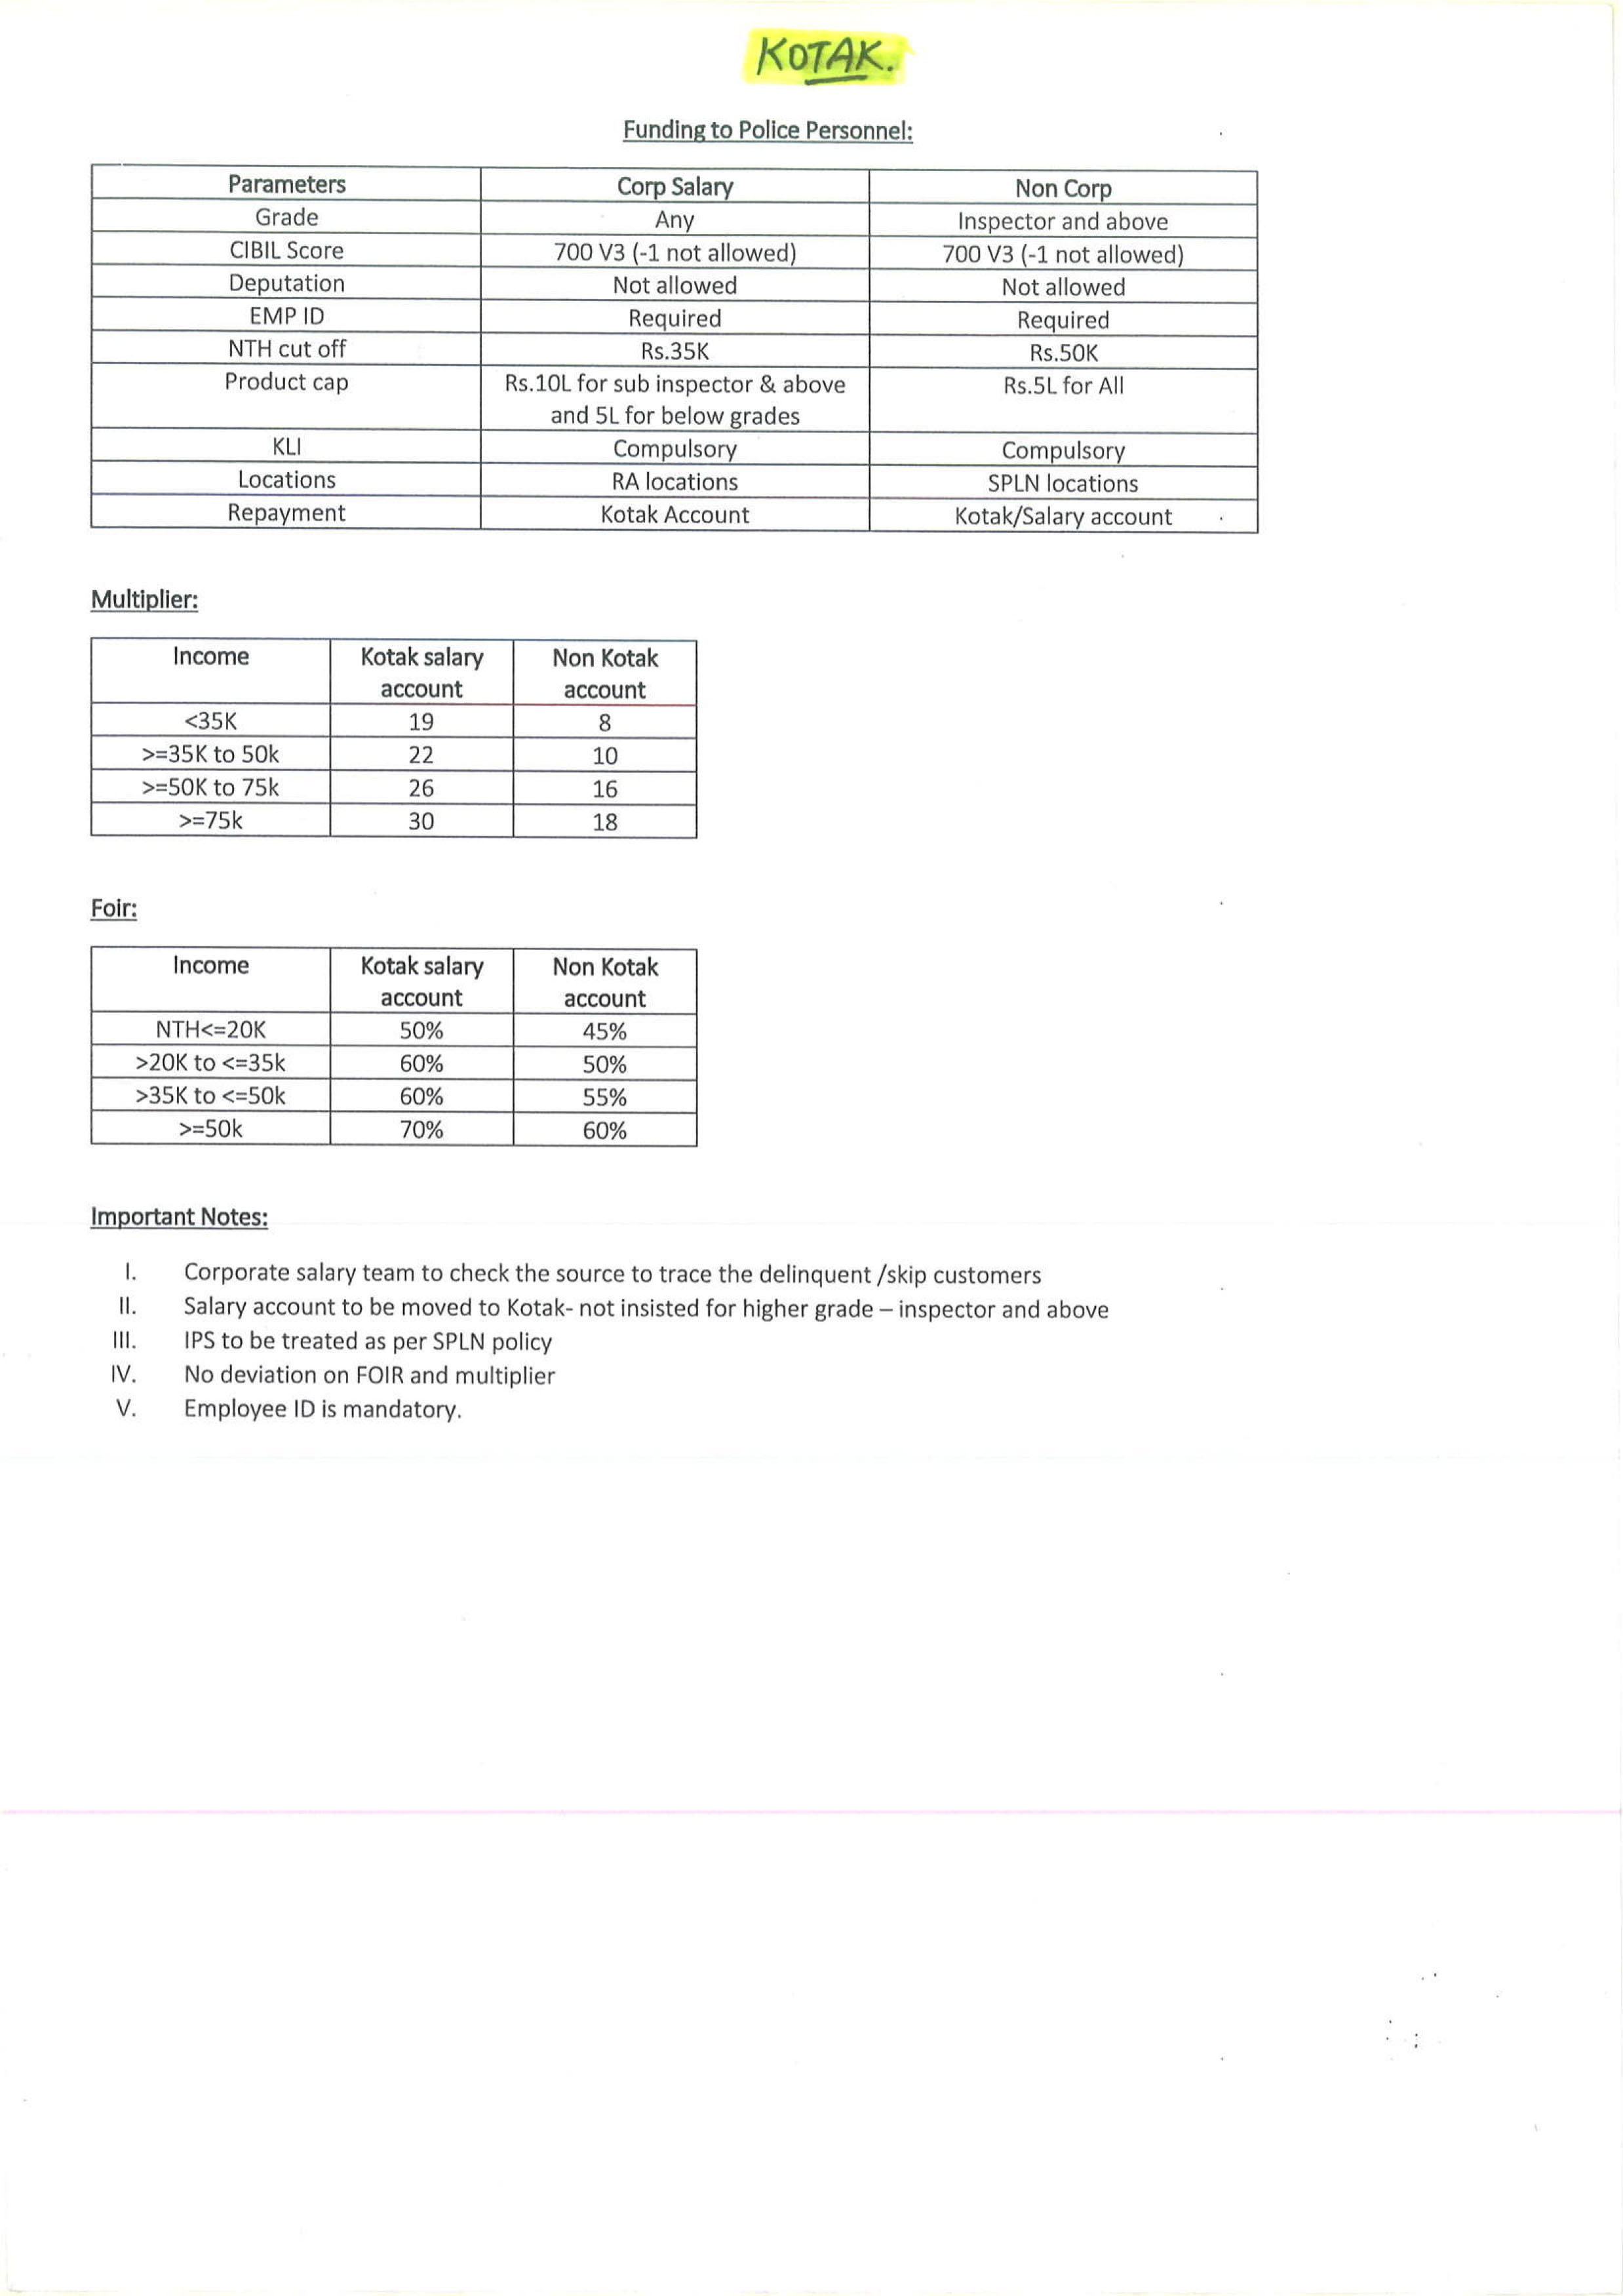 KOTAK.
Funding to Police Personnel:
Parameters Corp Salary Non Corp
Grade Any Inspector and above
CIBIL Score 700 V3 (-1 not allowed) 700 V3 (-1 not allowed)
Deputation Not allowed Not allowed
EMP ID Required Required
NTH cut off Rs.35K Rs.50K
Product cap Rs.10L for sub inspector & above Rs.5L for All
and 5L for below grades
KLI Compulsory Compulsory
Locations RA locations SPLN locations
Repayment Kotak Account Kotak/Salary account
Multiplier:
Income Kotak salary Non Kotak
account account
<35K 19 8
>=35K to 50k 22 10
>=50K to 75k 26 16
>=75k 30 18
Foir:
Income Kotak salary Non Kotak
account account
NTH<=20K 50% 45%
>20K to <=35k 60% 50%
>35K to <=50k 60% 55%
>=50k 70% 60%
Important Notes:
I. Corporate salary team to check the source to trace the delinquent /skip customers
II. Salary account to be moved to Kotak- not insisted for higher grade – inspector and above
III. IPS to be treated as per SPLN policy
IV. No deviation on FOIR and multiplier
V. Employee ID is mandatory.